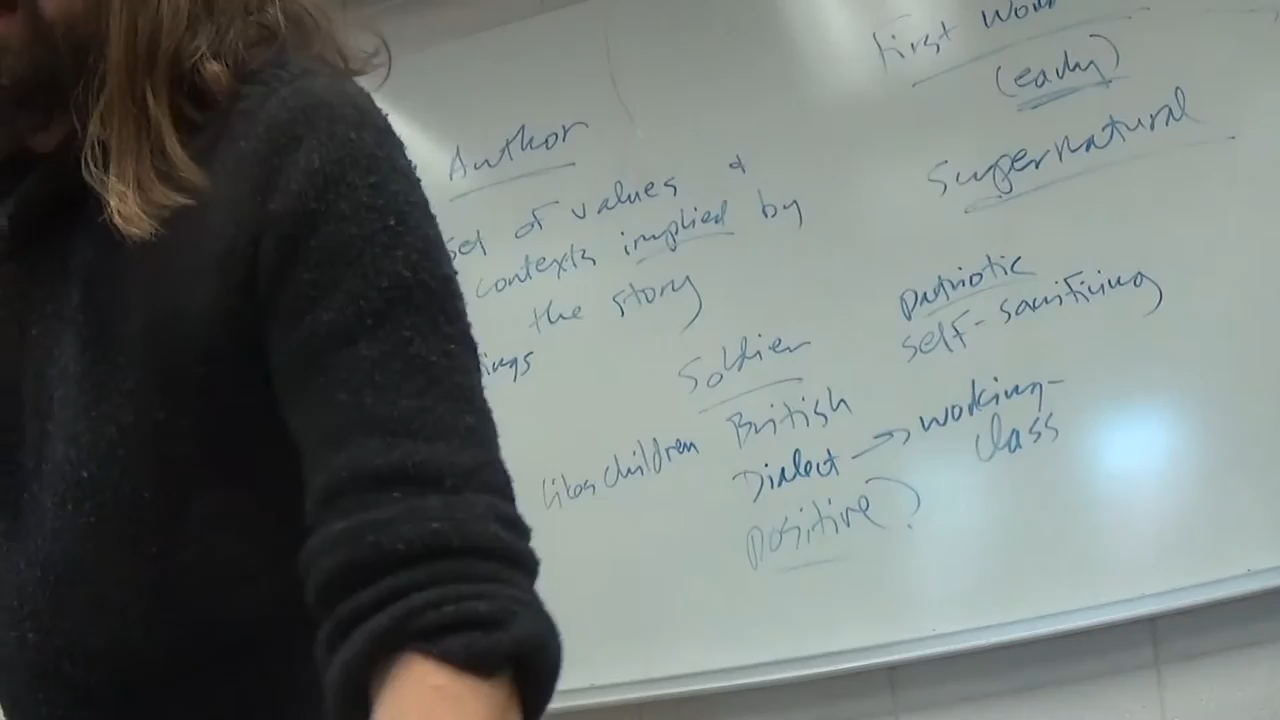 Author
set of values &
contexts implied by
the story
ings
Soldier
British
likes children
Dialect → working-
class
positive?
First
(early)
Supernatural
patriotic
self-sacrificing